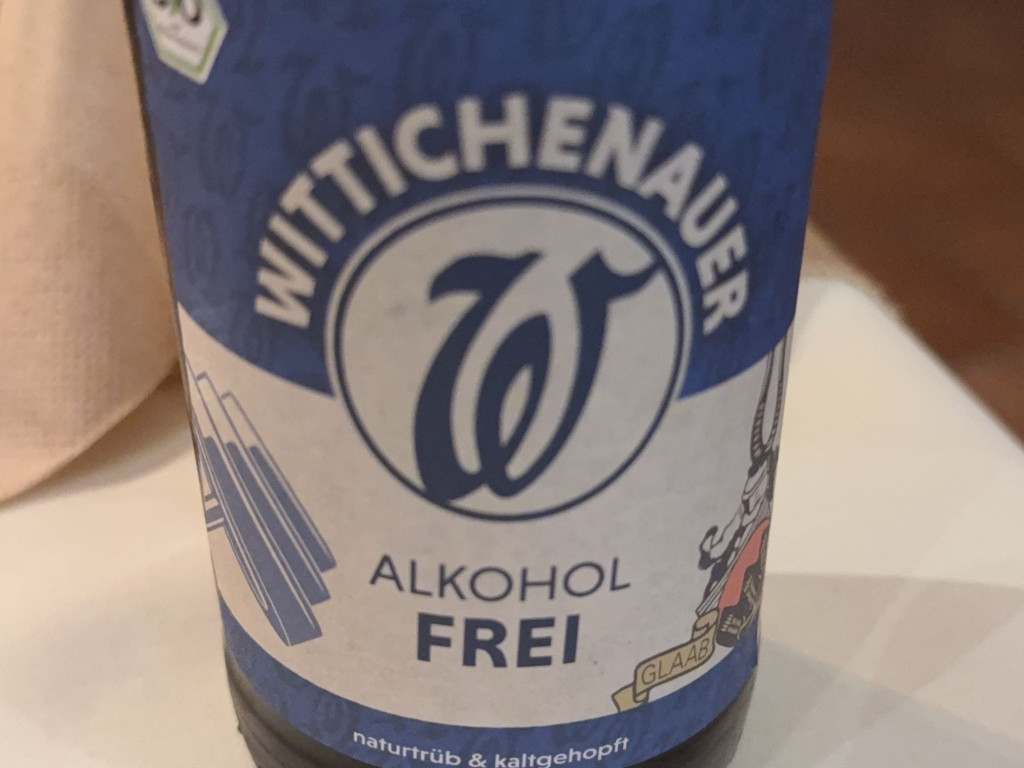 WITTICHENAUER
W
ALKOHOL
FREI
GLAAB
naturtrüb & kaltgehopft